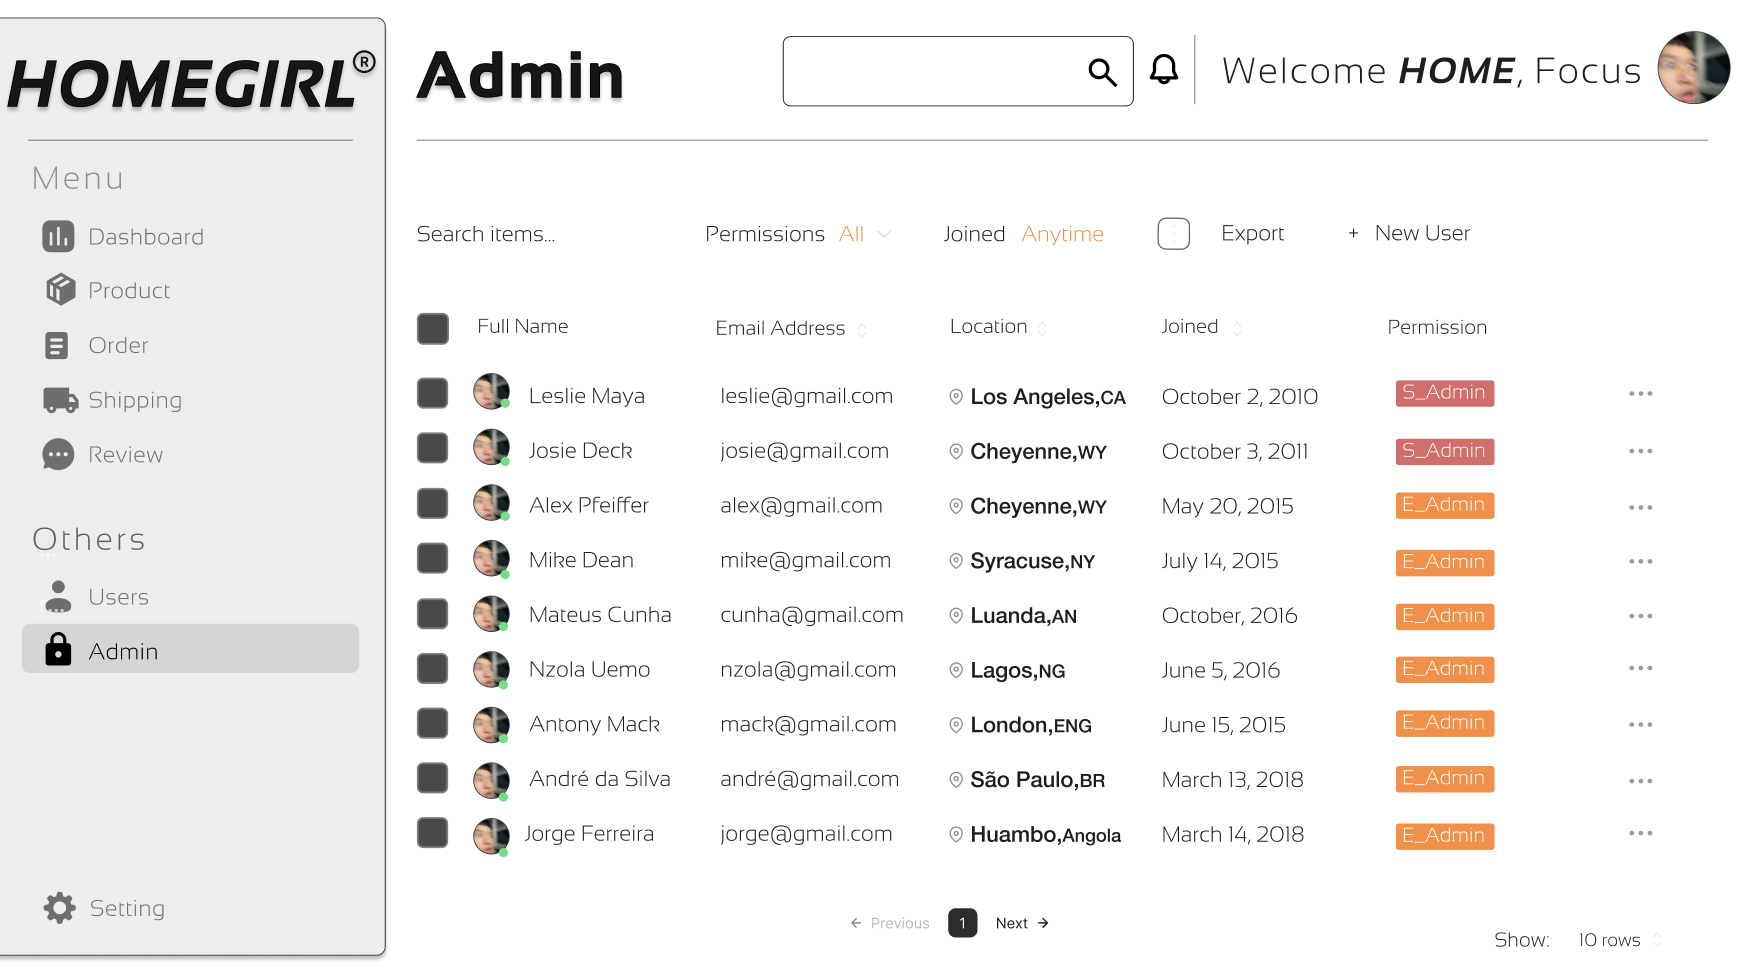 HOMEGIRL®
Menu
Dashboard
Product
Order
Shipping
Review
Others
Users
Admin
Setting
Admin
Welcome HOME, Focus
Search items... Permissions All Joined Anytime Export + New User
Full Name Email Address Location Joined Permission
Leslie Maya leslie@gmail.com Los Angeles,CA October 2, 2010 S_Admin
Josie Deck josie@gmail.com Cheyenne,WY October 3, 2011 S_Admin
Alex Pfeiffer alex@gmail.com Cheyenne,WY May 20, 2015 E_Admin
Mike Dean mike@gmail.com Syracuse,NY July 14, 2015 E_Admin
Mateus Cunha cunha@gmail.com Luanda,AN October, 2016 E_Admin
Nzola Uemo nzola@gmail.com Lagos,NG June 5, 2016 E_Admin
Antony Mack mack@gmail.com London,ENG June 15, 2015 E_Admin
André da Silva andré@gmail.com São Paulo,BR March 13, 2018 E_Admin
Jorge Ferreira jorge@gmail.com Huambo,Angola March 14, 2018 E_Admin
← Previous 1 Next →
Show: 10 rows